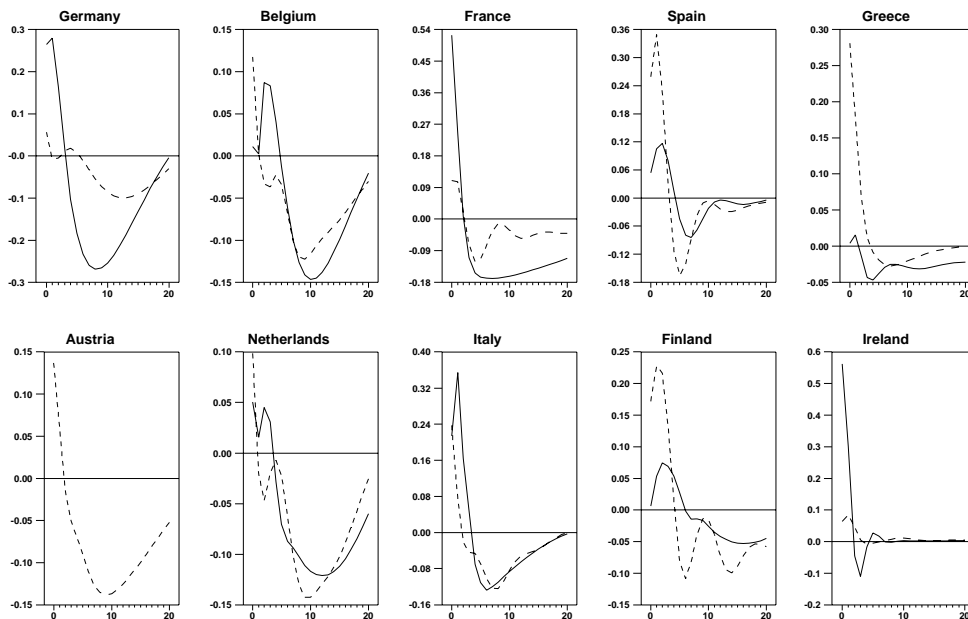 Germany Belgium France Spain Greece
0.3 0.15 0.54 0.36 0.30
0.2 0.10 0.45 0.30 0.25
0.1 0.05 0.36 0.24 0.20
-0.0 0.00 0.27 0.18 0.15
-0.1 -0.05 0.18 0.12 0.10
-0.2 -0.10 0.09 0.06 0.05
-0.3 -0.15 0.00 -0.00 -0.00
-0.09 -0.06 -0.05
-0.18 -0.12
-0.18
0 10 20 0 10 20 0 10 20 0 10 20 0 10 20
Austria Netherlands Italy Finland Ireland
0.15 0.10 0.40 0.25 0.6
0.10 0.05 0.32 0.20 0.5
0.05 0.00 0.24 0.15 0.4
0.00 -0.05 0.16 0.10 0.3
-0.05 -0.10 0.08 0.05 0.2
-0.10 -0.15 0.00 0.00 0.1
-0.15 -0.08 -0.05 0.0
-0.16 -0.10 -0.1
-0.15 -0.2
0 10 20 0 10 20 0 10 20 0 10 20 0 10 20